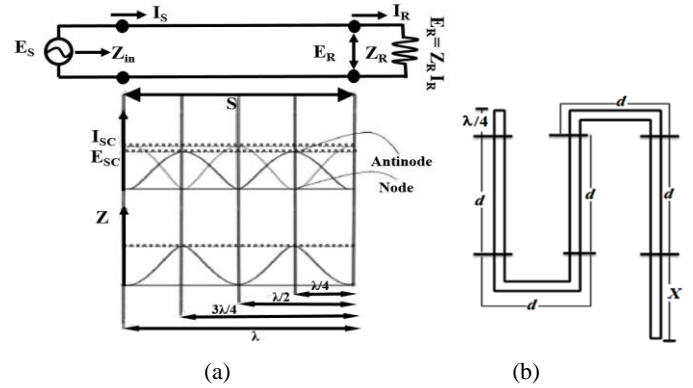 I_S
I_R
E_S
Z_in
E_R
Z_R
E_R = Z_R I_R
S
I_SC
E_SC
Antinode
Node
Z
λ/4
λ/2
3λ/4
λ
(a)
λ/4
d
d
d
d
d
X
(b)